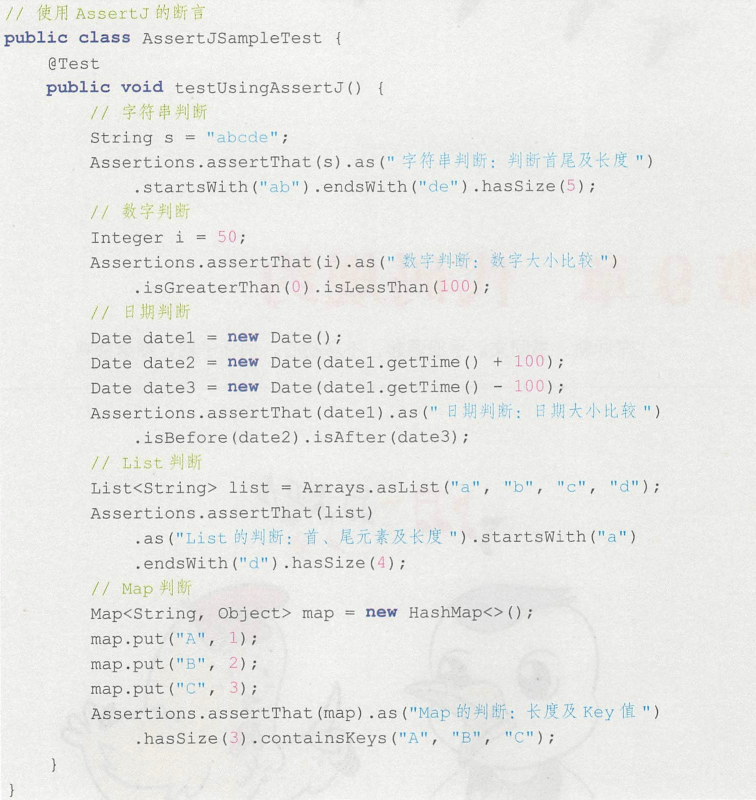 // 使用 AssertJ 的断言
public class AssertJSampleTest {
    @Test
    public void testUsingAssertJ() {
        // 字符串判断
        String s = "abcde";
        Assertions.assertThat(s).as("字符串判断: 判断首尾及长度")
            .startsWith("ab").endsWith("de").hasSize(5);
        // 数字判断
        Integer i = 50;
        Assertions.assertThat(i).as("数字判断: 数字大小比较")
            .isGreaterThan(0).isLessThan(100);
        // 日期判断
        Date date1 = new Date();
        Date date2 = new Date(date1.getTime() + 100);
        Date date3 = new Date(date1.getTime() - 100);
        Assertions.assertThat(date1).as("日期判断: 日期大小比较")
            .isBefore(date2).isAfter(date3);
        // List 判断
        List<String> list = Arrays.asList("a", "b", "c", "d");
        Assertions.assertThat(list)
            .as("List 的判断: 首、尾元素及长度").startsWith("a")
            .endsWith("d").hasSize(4);
        // Map 判断
        Map<String, Object> map = new HashMap<>();
        map.put("A", 1);
        map.put("B", 2);
        map.put("C", 3);
        Assertions.assertThat(map).as("Map 的判断: 长度及 Key 值")
            .hasSize(3).containsKeys("A", "B", "C");
    }
}